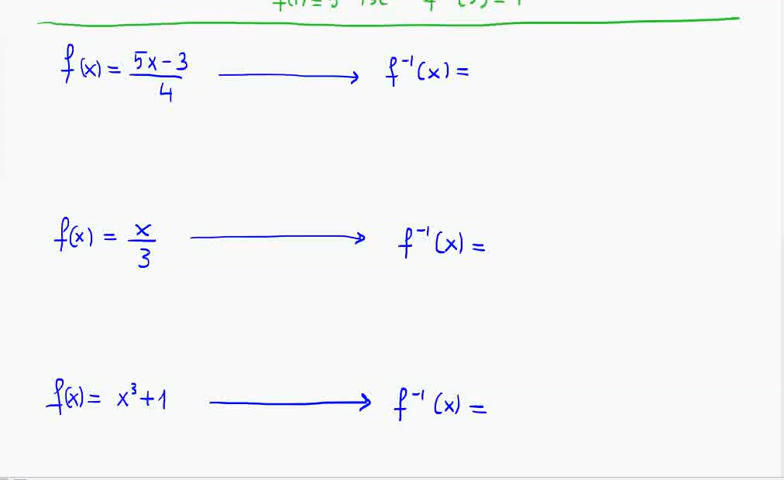 f(x) = 5x-3/4 → f⁻¹(x) =
f(x) = x/3 → f⁻¹(x) =
f(x) = x³+1 → f⁻¹(x) =